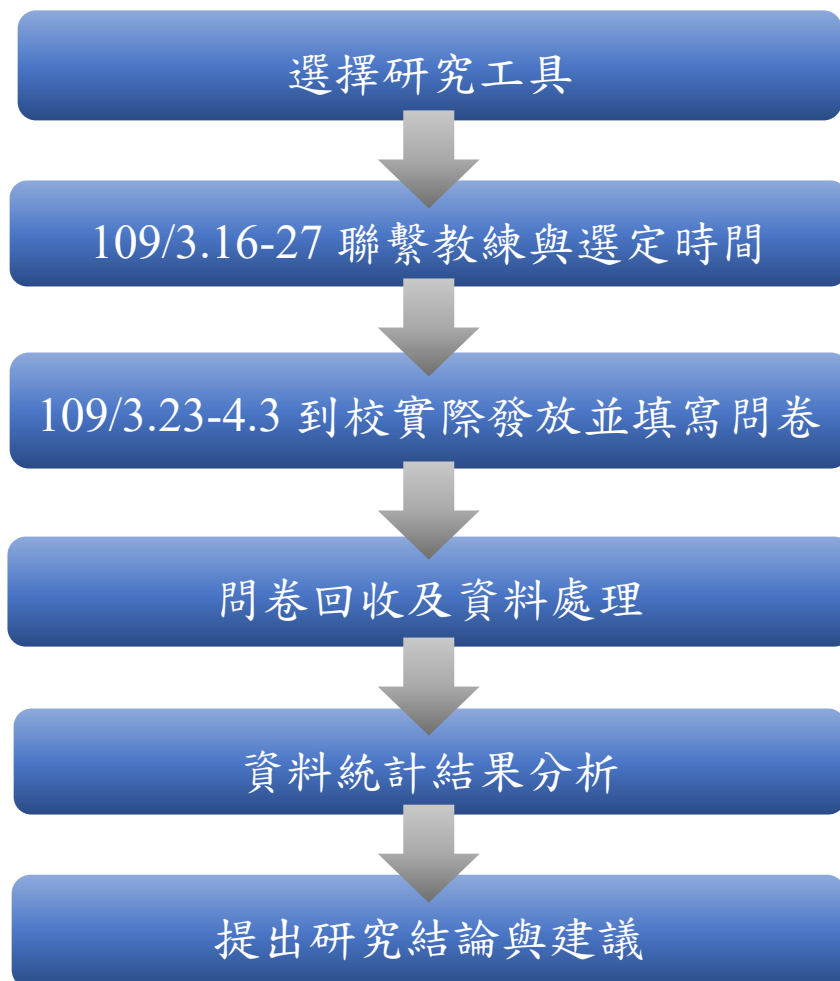 選擇研究工具
109/3.16-27 聯繫教練與選定時間
109/3.23-4.3 到校實際發放並填寫問卷
問卷回收及資料處理
資料統計結果分析
提出研究結論與建議